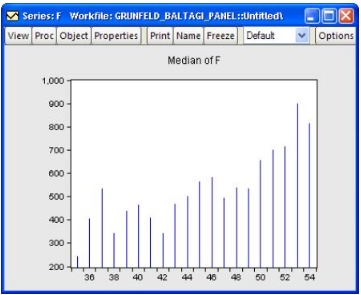 Series: F   Workfile: GRUNFELD_BALTAGI_PANEL::Untitled\
View Proc Object Properties Print Name Freeze Default Options
Median of F
1,000
900
800
700
600
500
400
300
200
36 38 40 42 44 46 48 50 52 54